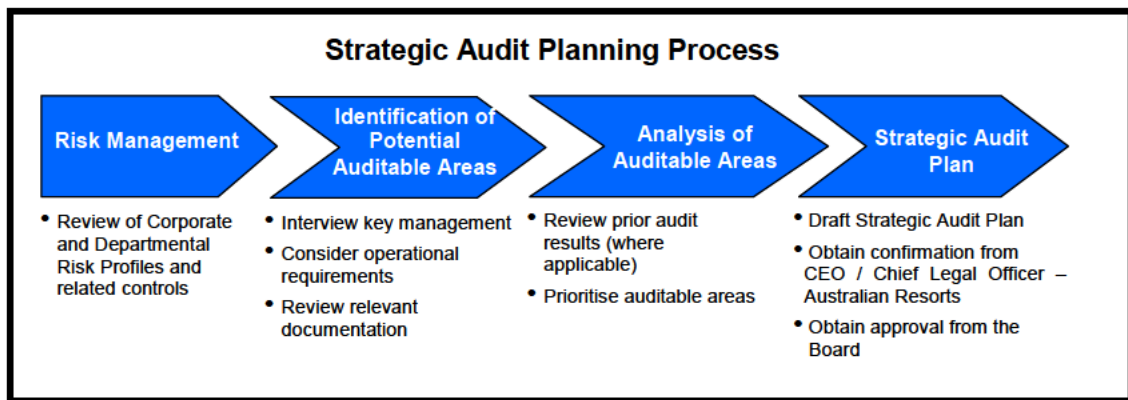 Strategic Audit Planning Process
Risk Management
Identification of
Potential
Auditable Areas
Analysis of
Auditable Areas
Strategic Audit
Plan
• Review of Corporate
and Departmental
Risk Profiles and
related controls
• Interview key management
• Consider operational
requirements
• Review relevant
documentation
• Review prior audit
results (where
applicable)
• Prioritise auditable areas
• Draft Strategic Audit Plan
• Obtain confirmation from
CEO / Chief Legal Officer –
Australian Resorts
• Obtain approval from the
Board